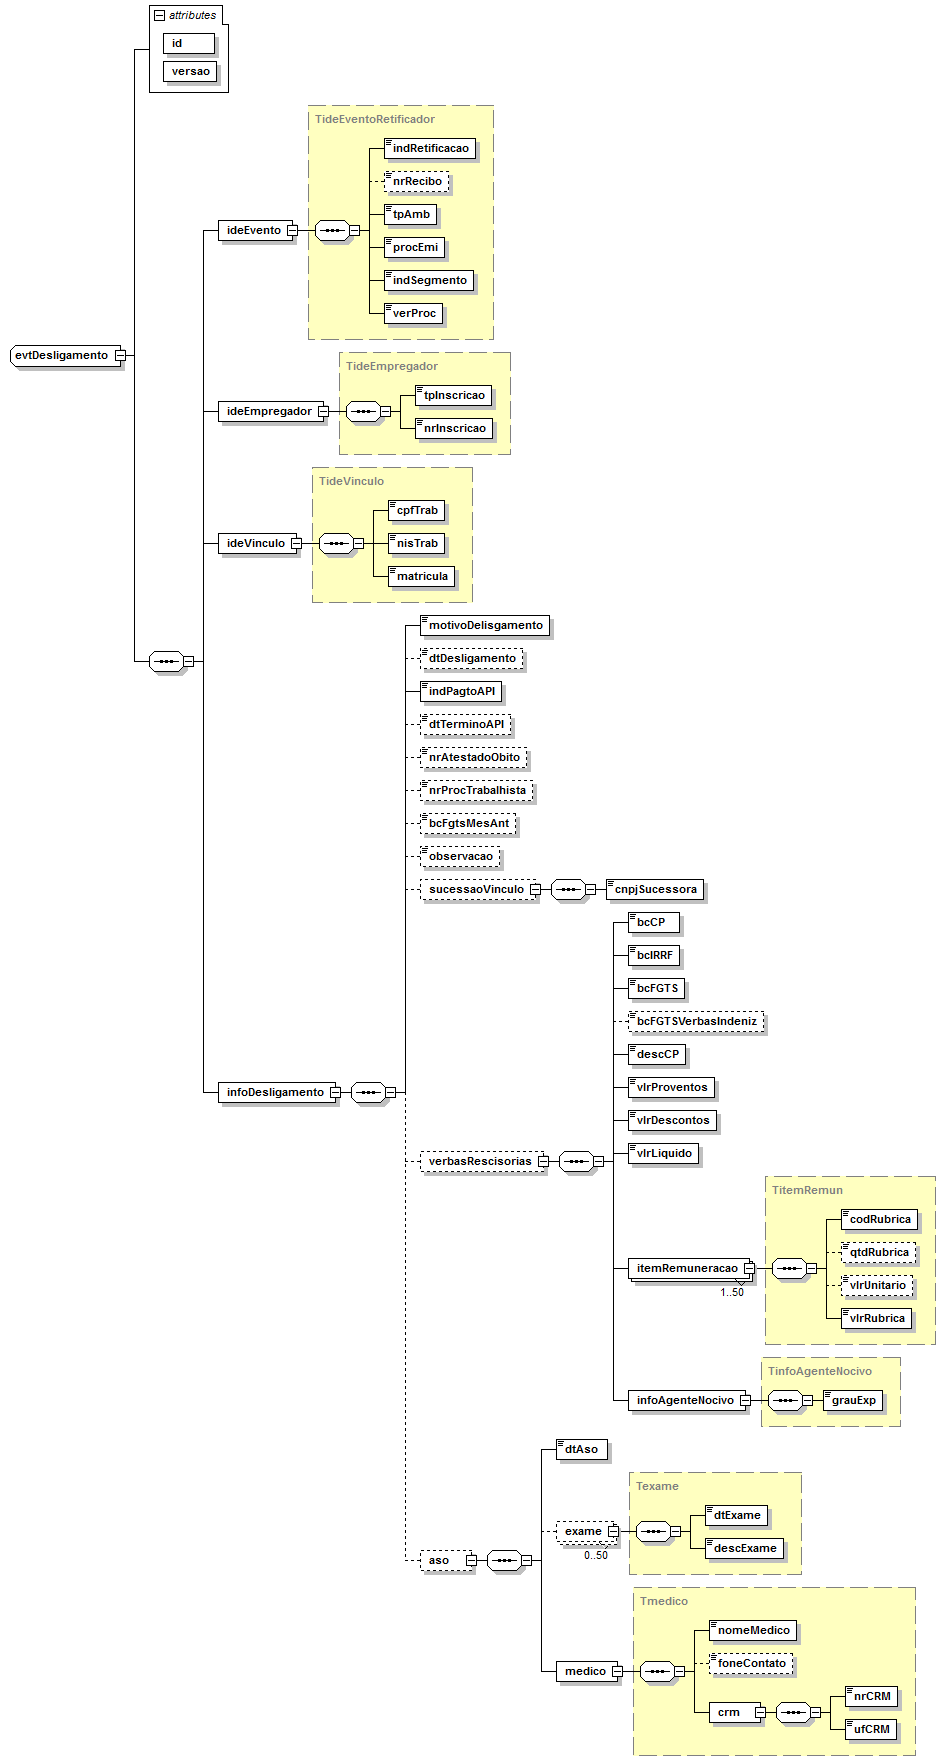 attributes
id
versao
TideEventoRetificador
indRetificacao
nrRecibo
tpAmb
ideEvento
procEmi
indSegmento
verProc
evtDesligamento
TideEmpregador
tpInscricao
ideEmpregador
nrInscricao
TideVinculo
cpfTrab
ideVinculo
nisTrab
matricula
motivoDelisgamento
dtDesligamento
indPagtoAPI
dtTerminoAPI
nrAtestadoObito
nrProcTrabalhista
bcFgtsMesAnt
observacao
sucessaoVinculo
cnpjSucessora
bcCP
bcIRRF
bcFGTS
bcFGTSVerbasIndeniz
descCP
infoDesligamento
vlrProventos
vlrDescontos
vlrLiquido
verbasRescisorias
TitemRemun
codRubrica
qtdRubrica
itemRemuneracao
1..50
vlrUnitario
vlrRubrica
TinfoAgenteNocivo
infoAgenteNocivo
grauExp
dtAso
Texame
dtExame
exame
0..50
descExame
aso
Tmedico
nomeMedico
foneContato
medico
crm
nrCRM
ufCRM